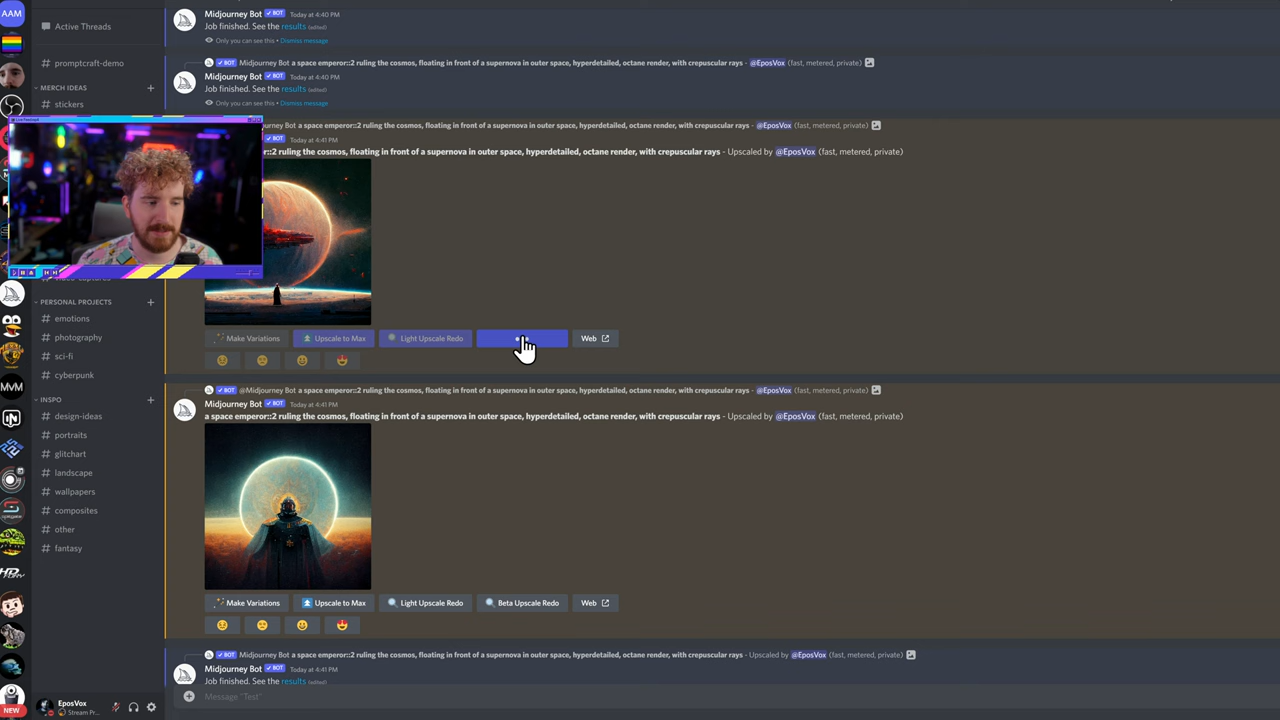 AAM
Active Threads
# promptcraft-demo
MERCH IDEAS
# stickers
PERSONAL PROJECTS
# emotions
# photography
# sci-fi
# cyberpunk
INSPO
# design-ideas
# portraits
# glitchart
# landscape
# wallpapers
# composites
# other
# fantasy
MVM
NEW
EposVox
Stream Pr...
Midjourney Bot BOT Today at 4:40 PM
Job finished. See the results (edited)
Only you can see this • Dismiss message
BOT Midjourney Bot a space emperor::2 ruling the cosmos, floating in front of a supernova in outer space, hyperdetailed, octane render, with crepuscular rays - @EposVox (fast, metered, private)
Midjourney Bot BOT Today at 4:40 PM
Job finished. See the results (edited)
Only you can see this • Dismiss message
urney Bot a space emperor::2 ruling the cosmos, floating in front of a supernova in outer space, hyperdetailed, octane render, with crepuscular rays - @EposVox (fast, metered, private)
BOT Today at 4:41 PM
r::2 ruling the cosmos, floating in front of a supernova in outer space, hyperdetailed, octane render, with crepuscular rays - Upscaled by @EposVox (fast, metered, private)
Make Variations Upscale to Max Light Upscale Redo Web
BOT @Midjourney Bot a space emperor::2 ruling the cosmos, floating in front of a supernova in outer space, hyperdetailed, octane render, with crepuscular rays - @EposVox (fast, metered, private)
Midjourney Bot BOT Today at 4:41 PM
a space emperor::2 ruling the cosmos, floating in front of a supernova in outer space, hyperdetailed, octane render, with crepuscular rays - Upscaled by @EposVox (fast, metered, private)
Make Variations Upscale to Max Light Upscale Redo Beta Upscale Redo Web
BOT Midjourney Bot a space emperor::2 ruling the cosmos, floating in front of a supernova in outer space, hyperdetailed, octane render, with crepuscular rays - Upscaled by @EposVox (fast, metered, private)
Midjourney Bot BOT Today at 4:41 PM
Job finished. See the results (edited)
Message "Test"